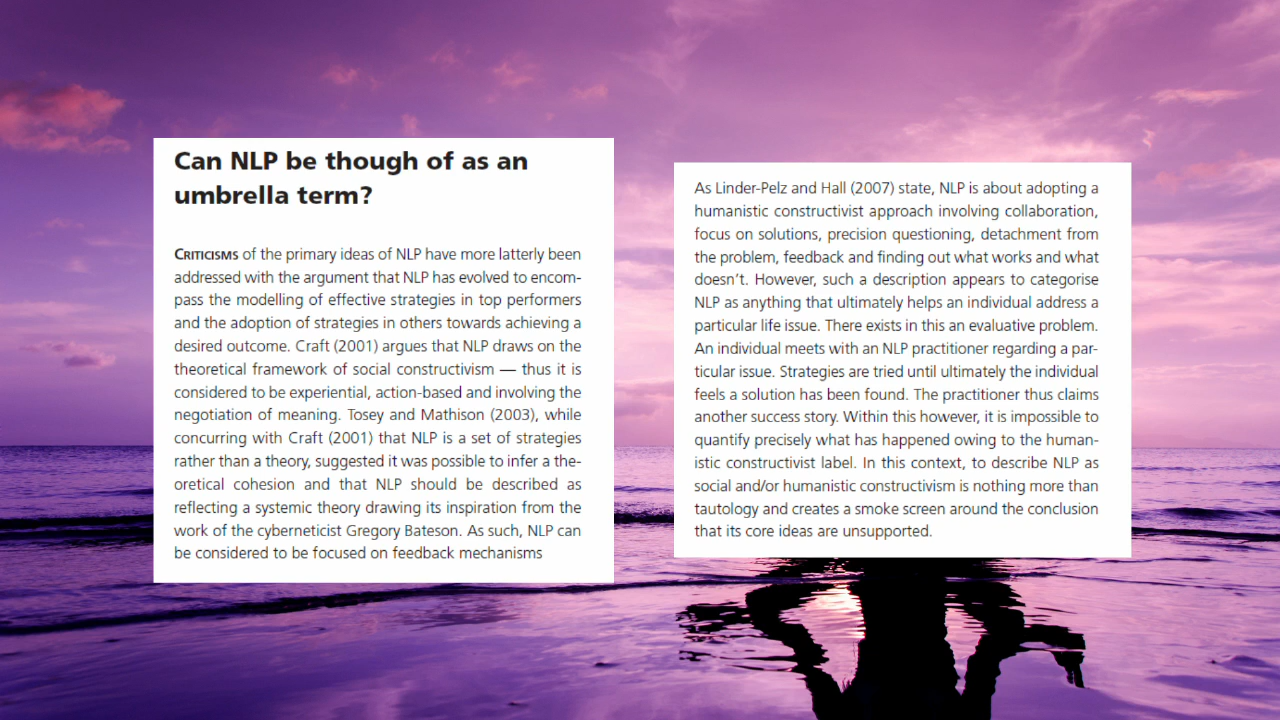 Can NLP be though of as an
umbrella term?
CRITICISMS of the primary ideas of NLP have more latterly been
addressed with the argument that NLP has evolved to encom-
pass the modelling of effective strategies in top performers
and the adoption of strategies in others towards achieving a
desired outcome. Craft (2001) argues that NLP draws on the
theoretical framework of social constructivism — thus it is
considered to be experiential, action-based and involving the
negotiation of meaning. Tosey and Mathison (2003), while
concurring with Craft (2001) that NLP is a set of strategies
rather than a theory, suggested it was possible to infer a the-
oretical cohesion and that NLP should be described as
reflecting a systemic theory drawing its inspiration from the
work of the cyberneticist Gregory Bateson. As such, NLP can
be considered to be focused on feedback mechanisms
As Linder-Pelz and Hall (2007) state, NLP is about adopting a
humanistic constructivist approach involving collaboration,
focus on solutions, precision questioning, detachment from
the problem, feedback and finding out what works and what
doesn't. However, such a description appears to categorise
NLP as anything that ultimately helps an individual address a
particular life issue. There exists in this an evaluative problem.
An individual meets with an NLP practitioner regarding a par-
ticular issue. Strategies are tried until ultimately the individual
feels a solution has been found. The practitioner thus claims
another success story. Within this however, it is impossible to
quantify precisely what has happened owing to the human-
istic constructivist label. In this context, to describe NLP as
social and/or humanistic constructivism is nothing more than
tautology and creates a smoke screen around the conclusion
that its core ideas are unsupported.